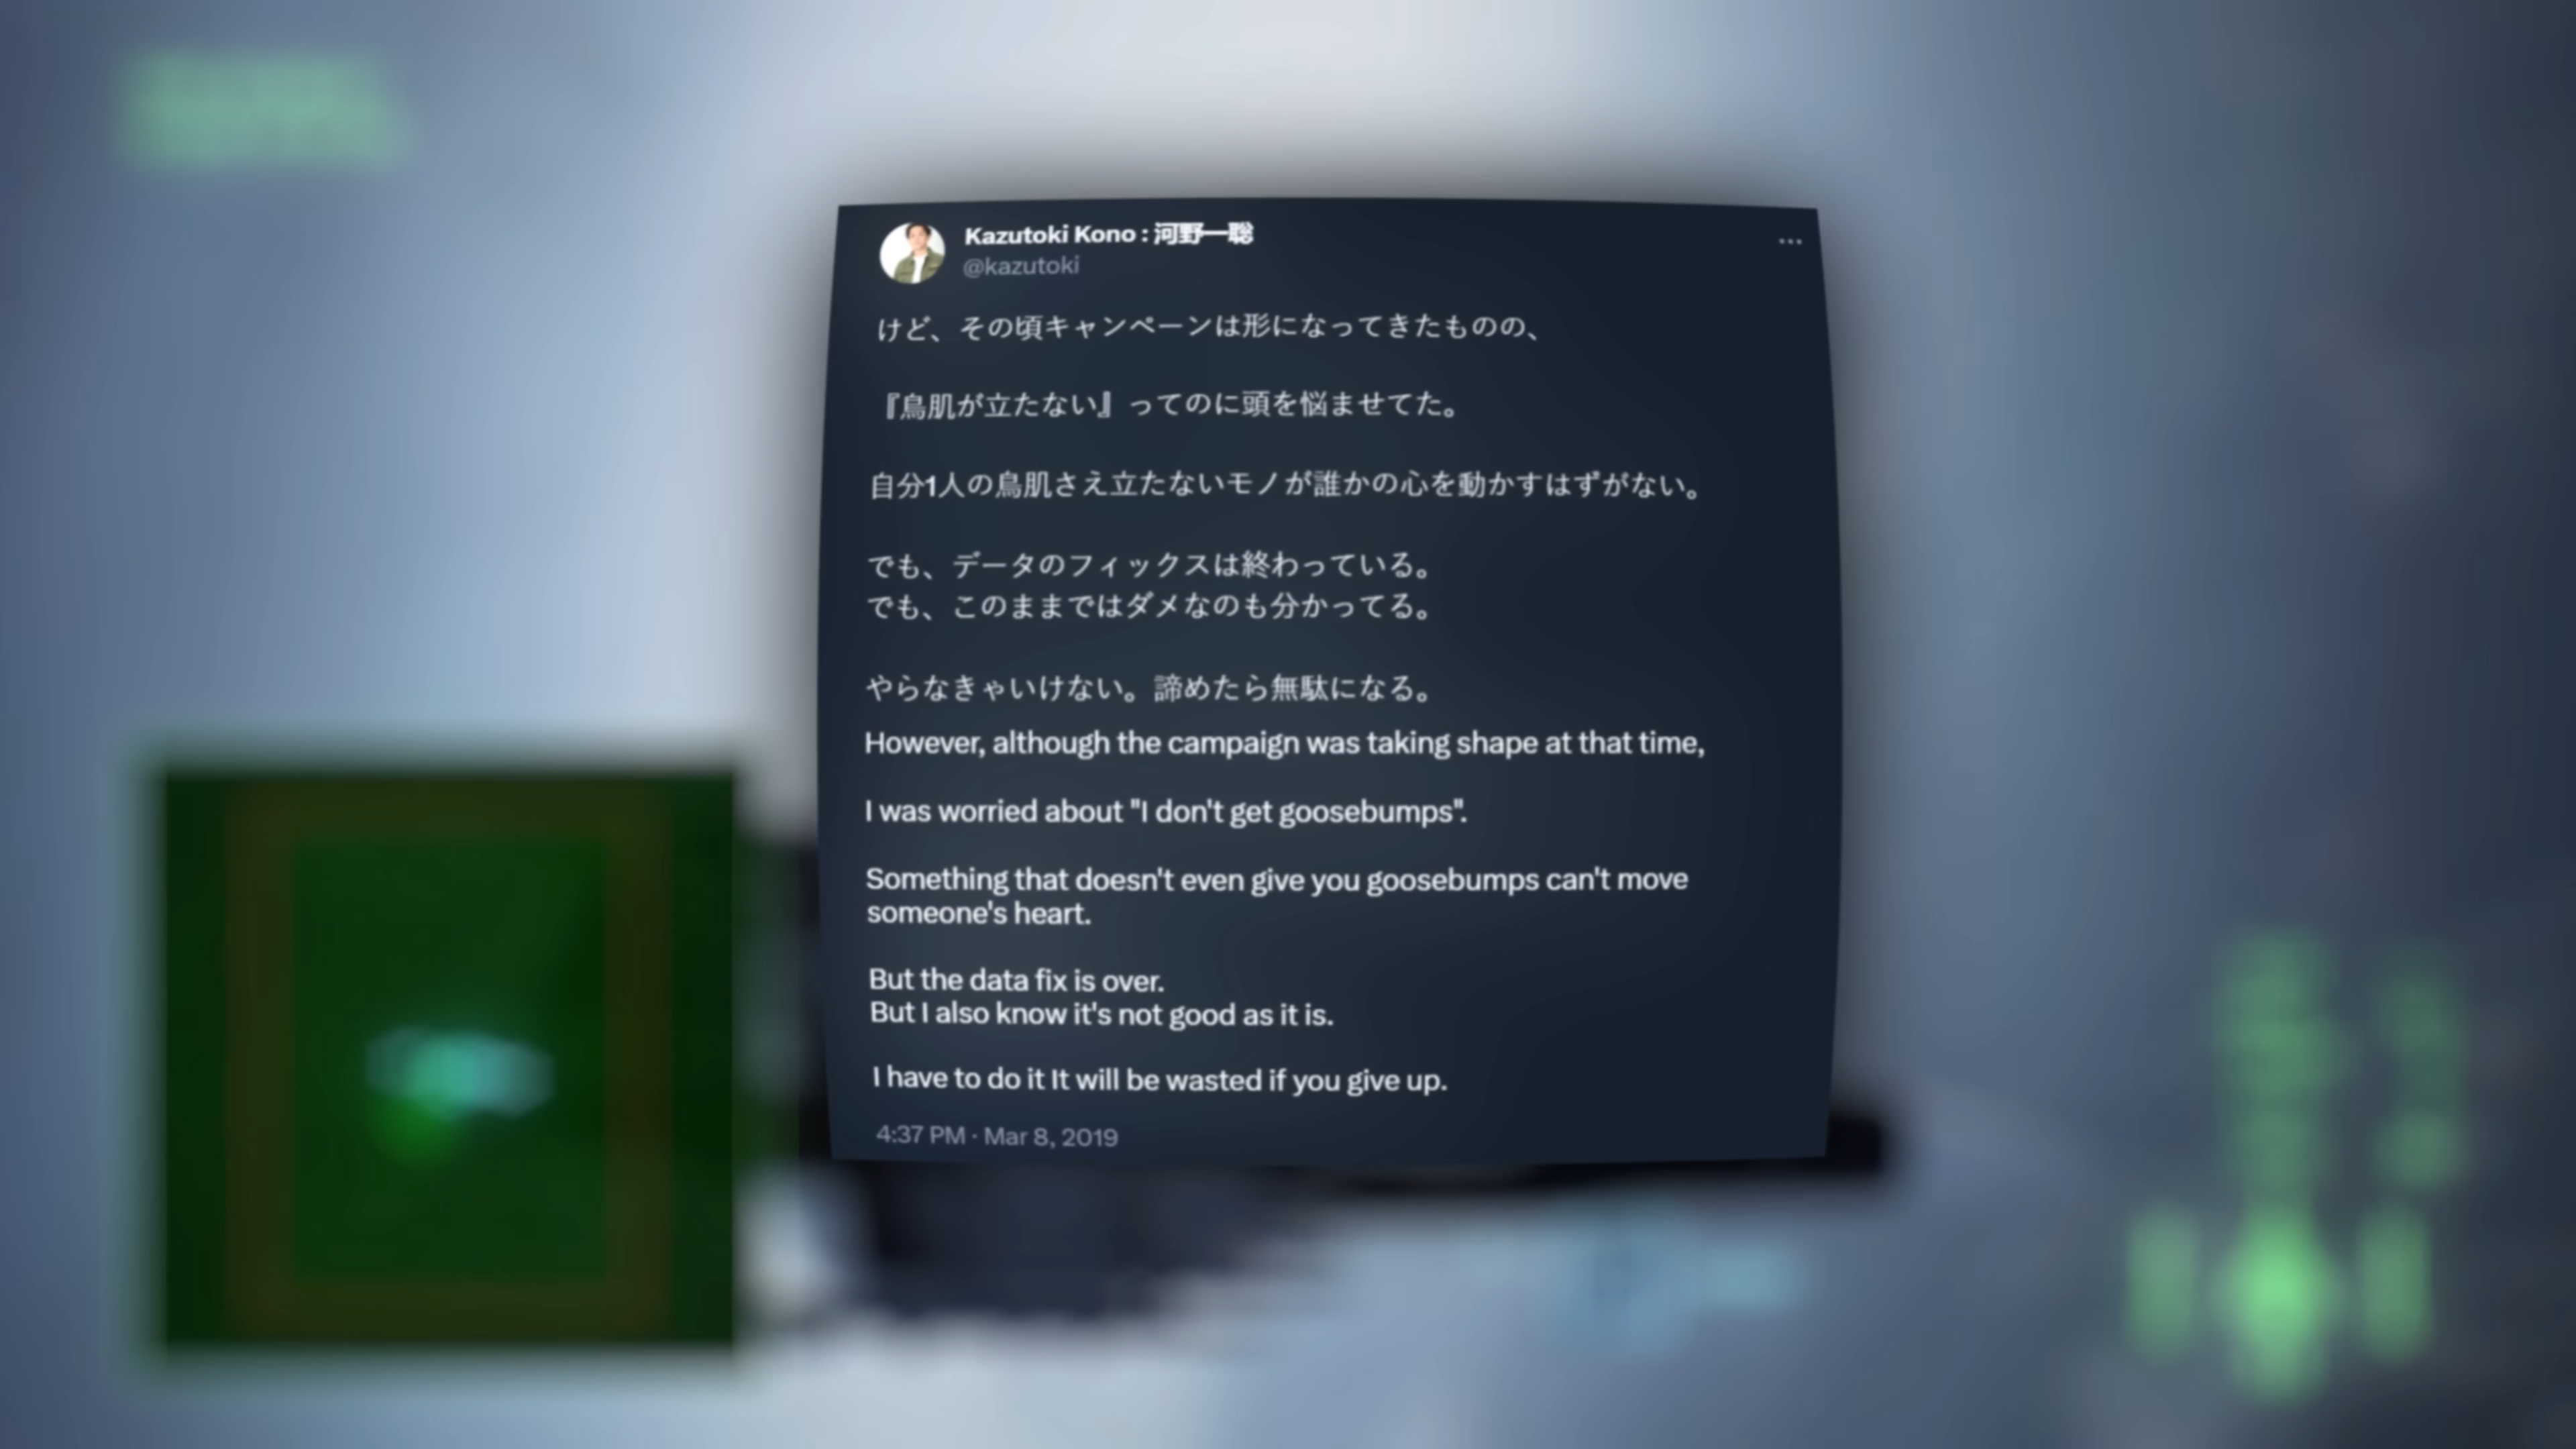 Kazutoki Kono : 河野一聡
@kazutoki
けど、その頃キャンペーンは形になってきたものの、
『鳥肌が立たない』ってのに頭を悩ませてた。
自分1人の鳥肌さえ立たないモノが誰かの心を動かすはずがない。
でも、データのフィックスは終わっている。
でも、このままではダメなのも分かってる。
やらなきゃいけない。諦めたら無駄になる。
However, although the campaign was taking shape at that time,
I was worried about "I don't get goosebumps".
Something that doesn't even give you goosebumps can't move
someone's heart.
But the data fix is over.
But I also know it's not good as it is.
I have to do it It will be wasted if you give up.
4:37 PM · Mar 8, 2019